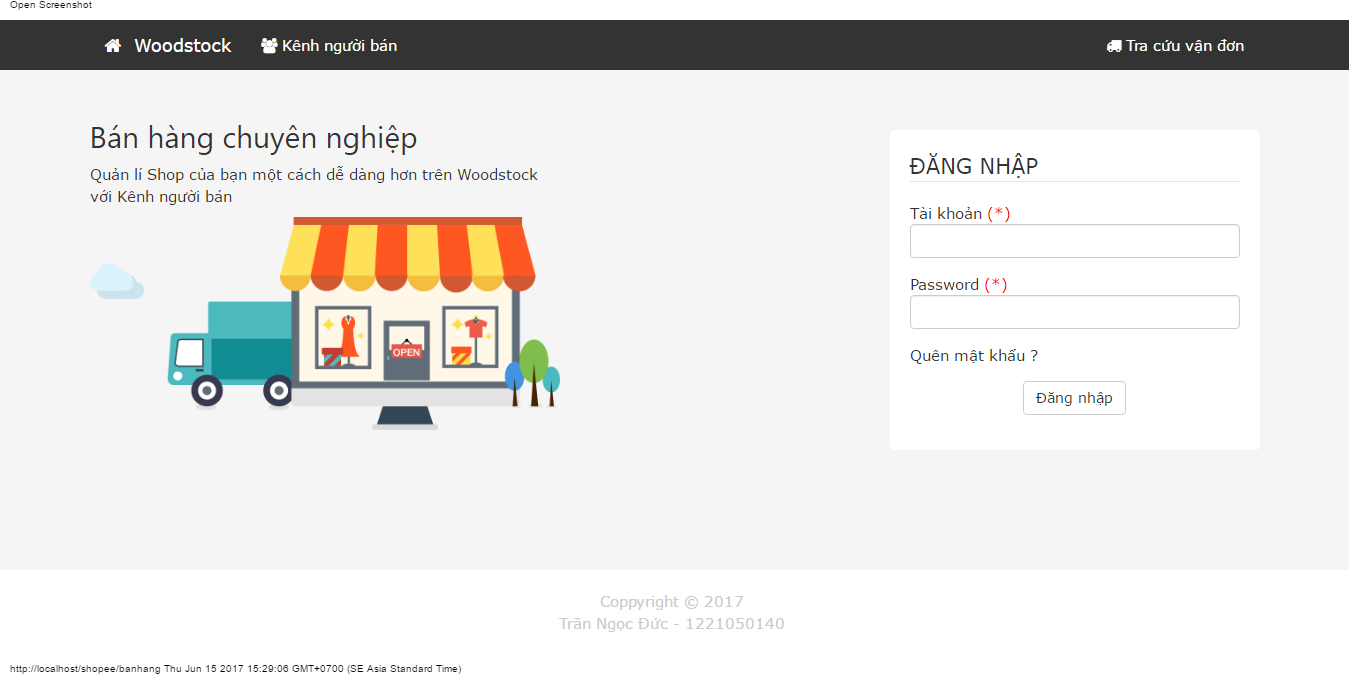 Open Screenshot
Woodstock Kênh người bán Tra cứu vận đơn
Bán hàng chuyên nghiệp
Quản lí Shop của bạn một cách dễ dàng hơn trên Woodstock
với Kênh người bán
OPEN
ĐĂNG NHẬP
Tài khoản (*)
Password (*)
Quên mật khẩu ?
Đăng nhập
Coppyright © 2017
Trần Ngọc Đức - 1221050140
http://localhost/shopee/banhang Thu Jun 15 2017 15:29:06 GMT+0700 (SE Asia Standard Time)